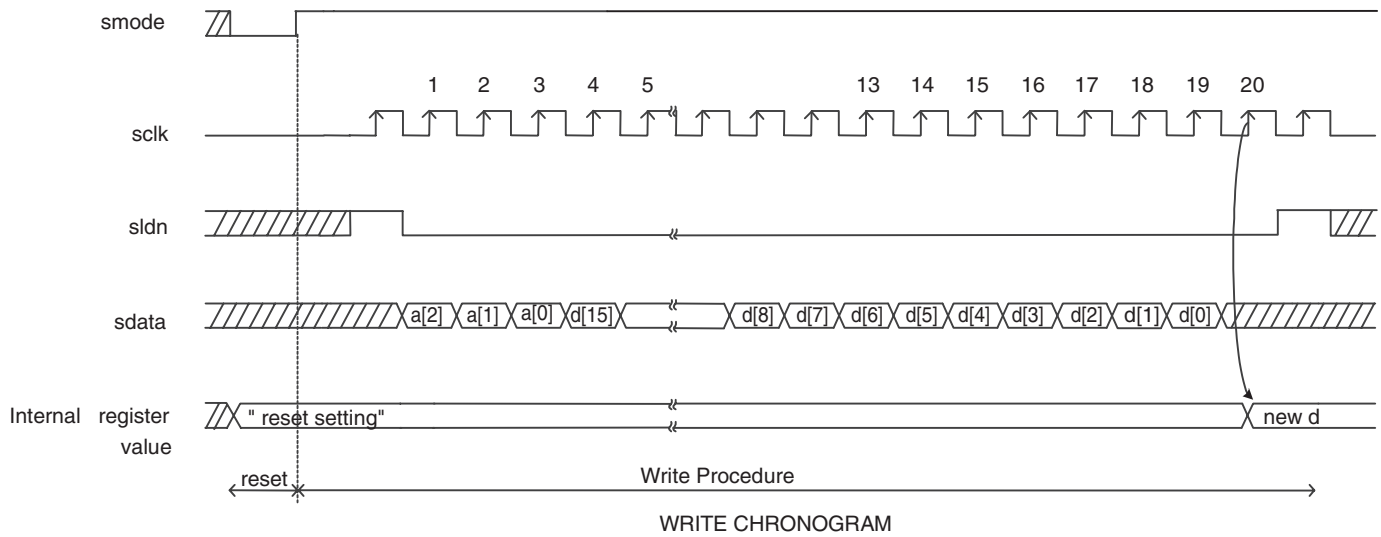 smode
1 2 3 4 5 13 14 15 16 17 18 19 20
sclk
sldn
sdata
a[2] a[1] a[0] d[15] d[8] d[7] d[6] d[5] d[4] d[3] d[2] d[1] d[0]
Internal register
value
" reset setting" new d
reset Write Procedure
WRITE CHRONOGRAM